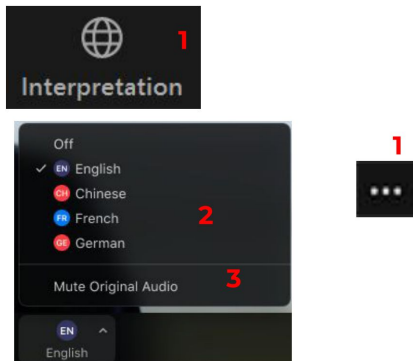 1
Interpretation
Off
✓ EN English
CH Chinese
FR French
GE German
2
Mute Original Audio 3
EN
English
1
...